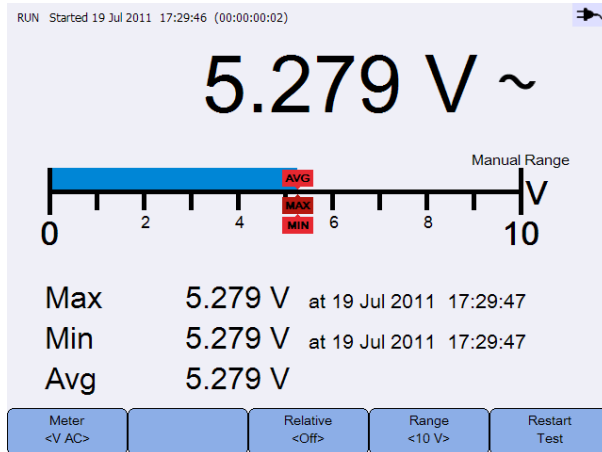 RUN Started 19 Jul 2011 17:29:46 (00:00:00:02)
5.279 V ~
Manual Range
AVG
V
MAX
0 2 4 MIN 6 8 10
Max 5.279 V at 19 Jul 2011 17:29:47
Min 5.279 V at 19 Jul 2011 17:29:47
Avg 5.279 V
Meter
<V AC>
Relative
<Off>
Range
<10 V>
Restart
Test